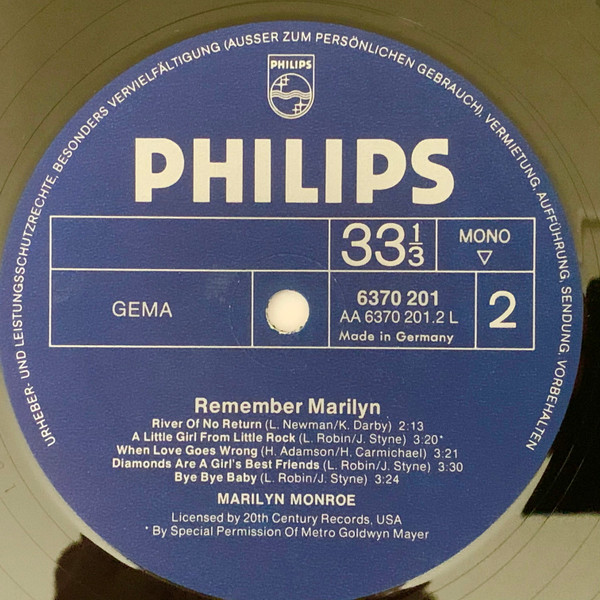 URHEBER- UND LEISTUNGSSCHUTZRECHTE, BESONDERS VERVIELFÄLTIGUNG (AUSSER ZUM PERSÖNLICHEN GEBRAUCH), VERMIETUNG, AUFFÜHRUNG, SENDUNG, VORBEHALTEN
PHILIPS
PHILIPS
33 1/3
MONO
▽
GEMA
6370 201
AA 6370 201.2 L
Made in Germany
2
Remember Marilyn
River Of No Return (L. Newman/K. Darby) 2:13
A Little Girl From Little Rock (L. Robin/J. Styne) 3:20*
When Love Goes Wrong (H. Adamson/H. Carmichael) 3:21
Diamonds Are A Girl's Best Friends (L. Robin/J. Styne) 3:30
Bye Bye Baby (L. Robin/J. Styne) 3:24
MARILYN MONROE
Licensed by 20th Century Records, USA
* By Special Permission Of Metro Goldwyn Mayer